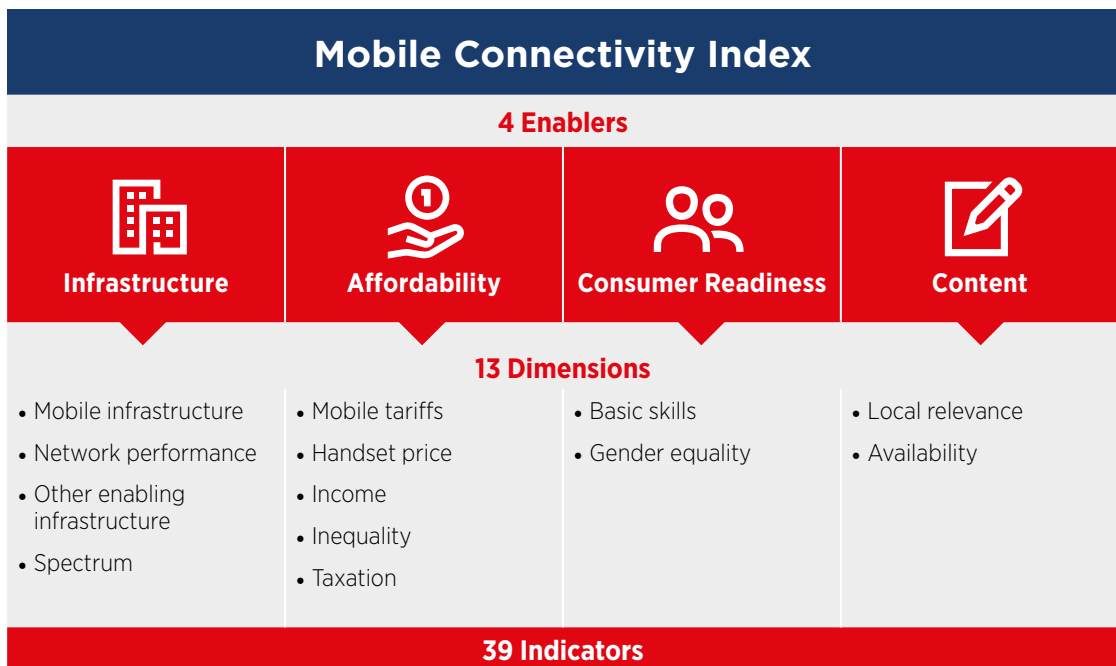 Mobile Connectivity Index
4 Enablers
Infrastructure
Affordability
Consumer Readiness
Content
13 Dimensions
• Mobile infrastructure
• Network performance
• Other enabling
infrastructure
• Spectrum
• Mobile tariffs
• Handset price
• Income
• Inequality
• Taxation
• Basic skills
• Gender equality
• Local relevance
• Availability
39 Indicators